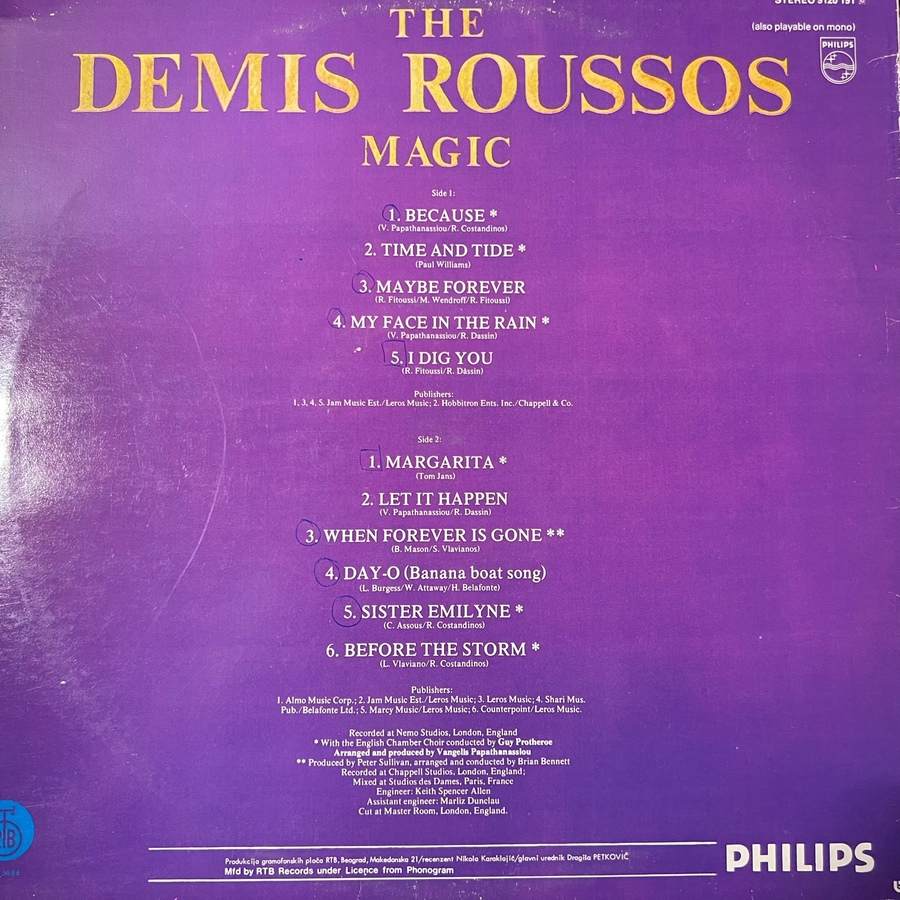 STEREO 9120 191
(also playable on mono)
PHILIPS
THE
DEMIS ROUSSOS
MAGIC
Side 1:
1. BECAUSE *
(V. Papathanassiou/R. Costandinos)
2. TIME AND TIDE *
(Paul Williams)
3. MAYBE FOREVER
(R. Fitoussi/M. Wendroff/R. Fitoussi)
4. MY FACE IN THE RAIN *
(V. Papathanassiou/R. Dassin)
5. I DIG YOU
(R. Fitoussi/R. Dassin)
Publishers:
1, 3, 4, 5. Jam Music Est./Leros Music; 2. Hobbitron Ents. Inc./Chappell & Co.
Side 2:
1. MARGARITA *
(Tom Jans)
2. LET IT HAPPEN
(V. Papathanassiou/R. Dassin)
3. WHEN FOREVER IS GONE **
(B. Mason/S. Vlavianos)
4. DAY-O (Banana boat song)
(L. Burgess/W. Attaway/H. Belafonte)
5. SISTER EMILYNE *
(C. Assous/R. Costandinos)
6. BEFORE THE STORM *
(L. Vlaviano/R. Costandinos)
Publishers:
1. Almo Music Corp.; 2. Jam Music Est./Leros Music; 3. Leros Music; 4. Shari Mus.
Pub./Belafonte Ltd.; 5. Marcy Music/Leros Music; 6. Counterpoint/Leros Music.
Recorded at Nemo Studios, London, England
* With the English Chamber Choir conducted by Guy Protheroe
Arranged and produced by Vangelis Papathanassiou
** Produced by Peter Sullivan, arranged and conducted by Brian Bennett
Recorded at Chappell Studios, London, England;
Mixed at Studios des Dames, Paris, France
Engineer: Keith Spencer Allen
Assistant engineer: Marliz Dunclau
Cut at Master Room, London, England.
RTB
Produkcija gramofonskih ploča RTB, Beograd, Makedonska 21/recenzent Nikola Karaklajić/glavni urednik Dragiša PETKOVIĆ
Mfd by RTB Records under Licence from Phonogram
PHILIPS